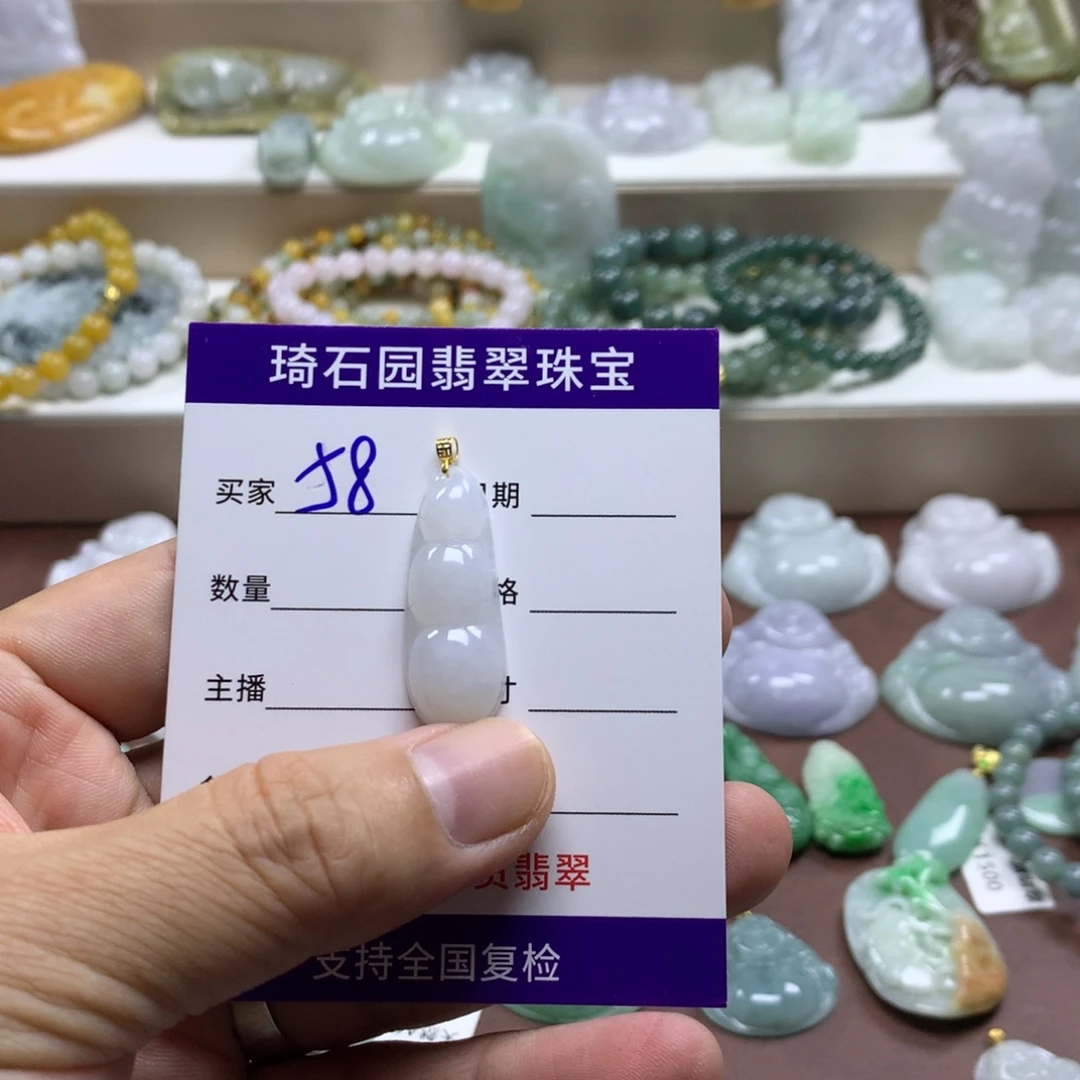 琦石园翡翠珠宝
买家 58 期
数量 格
主播 寸
翡翠
支持全国复检
1500